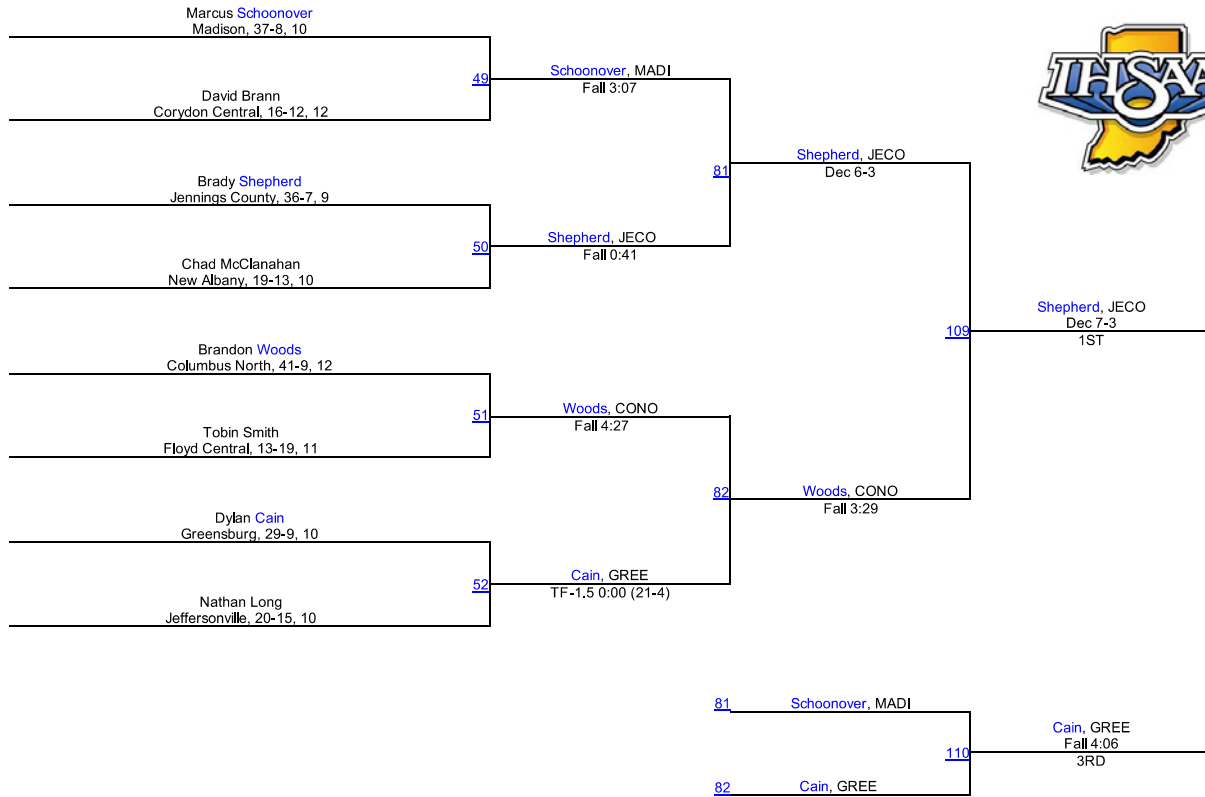 Marcus Schoonover
Madison, 37-8, 10
49
Schoonover, MADI
Fall 3:07
David Brann
Corydon Central, 16-12, 12
81
Shepherd, JECO
Dec 6-3
IHSAA
Brady Shepherd
Jennings County, 36-7, 9
50
Shepherd, JECO
Fall 0:41
Chad McClanahan
New Albany, 19-13, 10
109
Shepherd, JECO
Dec 7-3
1ST
Brandon Woods
Columbus North, 41-9, 12
51
Woods, CONO
Fall 4:27
Tobin Smith
Floyd Central, 13-19, 11
82
Woods, CONO
Fall 3:29
Dylan Cain
Greensburg, 29-9, 10
52
Cain, GREE
TF-1.5 0:00 (21-4)
Nathan Long
Jeffersonville, 20-15, 10
81
Schoonover, MADI
110
Cain, GREE
Fall 4:06
3RD
82
Cain, GREE